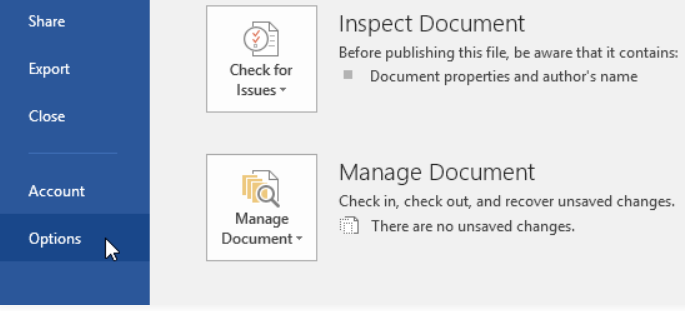 Share
Export
Close
Account
Options
Check for
Issues
Inspect Document
Before publishing this file, be aware that it contains:
Document properties and author's name
Manage
Document
Manage Document
Check in, check out, and recover unsaved changes.
There are no unsaved changes.